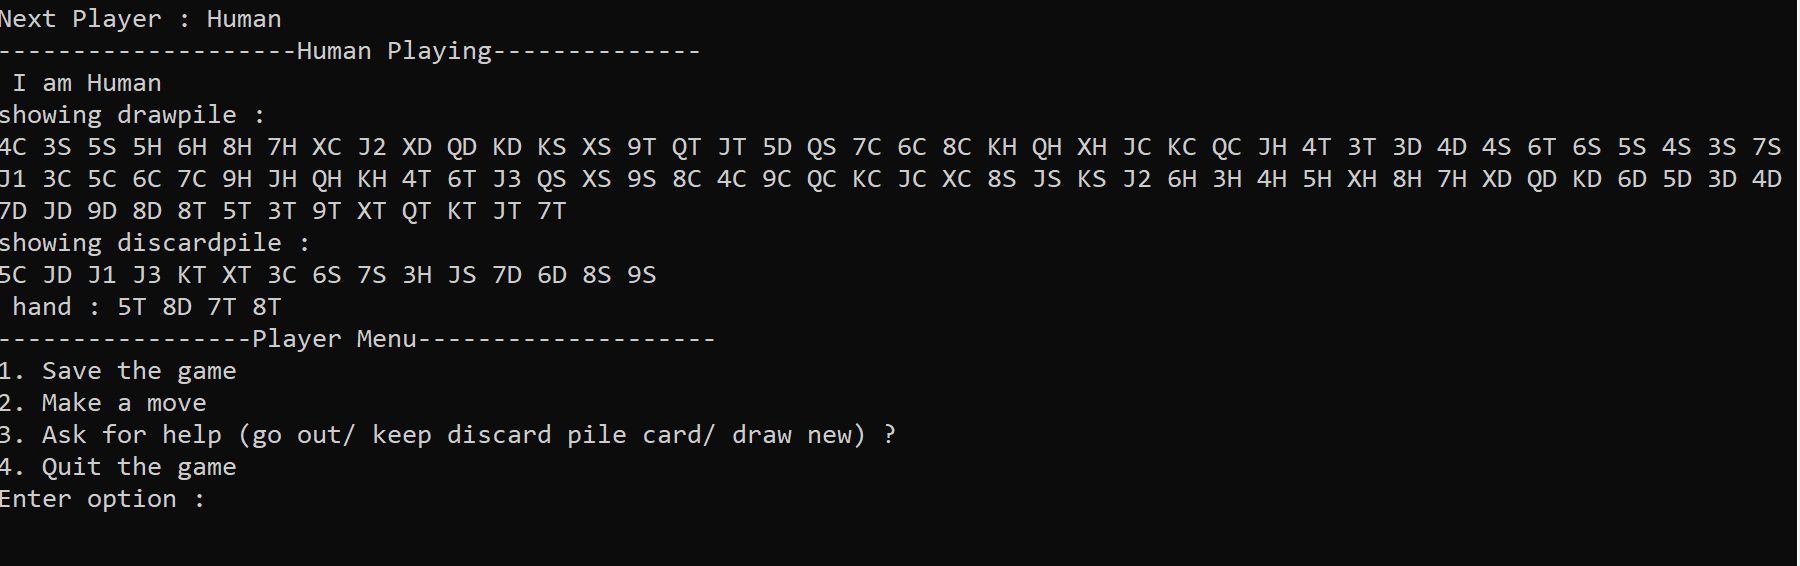 Next Player : Human
--------------------Human Playing--------------
I am Human
showing drawpile :
4C 3S 5S 5H 6H 8H 7H XC J2 XD QD KD KS XS 9T QT JT 5D QS 7C 6C 8C KH QH XH JC KC QC JH 4T 3T 3D 4D 4S 6T 6S 5S 4S 3S 7S
J1 3C 5C 6C 7C 9H JH QH KH 4T 6T J3 QS XS 9S 8C 4C 9C QC KC JC XC 8S JS KS J2 6H 3H 4H 5H XH 8H 7H XD QD KD 6D 5D 3D 4D
7D JD 9D 8D 8T 5T 3T 9T XT QT KT JT 7T
showing discardpile :
5C JD J1 J3 KT XT 3C 6S 7S 3H JS 7D 6D 8S 9S
hand : 5T 8D 7T 8T
-----------------Player Menu--------------------
1. Save the game
2. Make a move
3. Ask for help (go out/ keep discard pile card/ draw new) ?
4. Quit the game
Enter option :